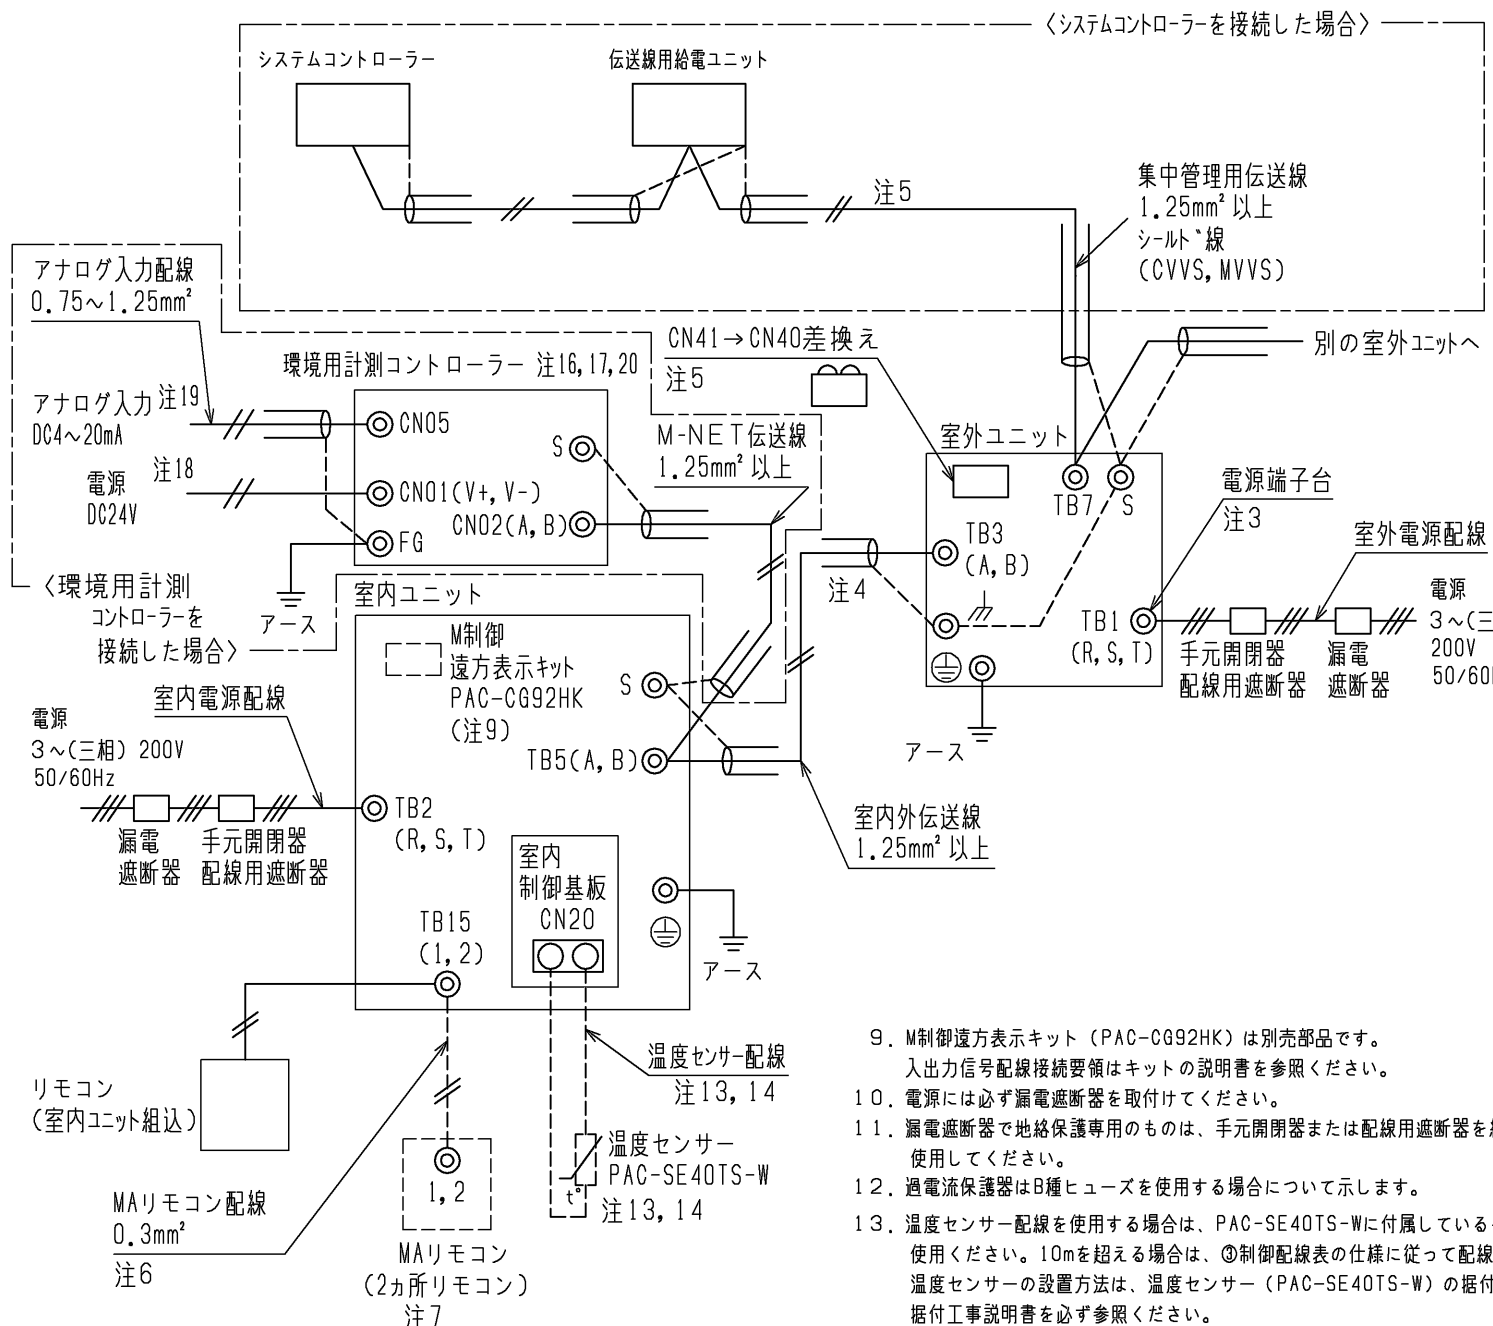 〈システムコントローラーを接続した場合〉
システムコントローラー
伝送線用給電ユニット
注5
集中管理用伝送線
1.25mm² 以上
シールド線
(CVVS, MVVS)
アナログ入力配線
0.75～1.25mm²
環境用計測コントローラー 注16,17,20
CN41→CN40差換え
注5
別の室外ユニットへ
アナログ入力 注19
DC4～20mA
CN05
S
M-NET伝送線
1.25mm² 以上
室外ユニット
電源 注18
DC24V
CN01(V+, V-)
CN02(A, B)
FG
TB7
S
電源端子台
注3
TB3
(A, B)
室外電源配線
注4
〈環境用計測
コントローラーを
接続した場合〉
アース
室内ユニット
TB1
(R, S, T)
手元開閉器
配線用遮断器
漏電
遮断器
電源
3～(三
200V
50/60
M制御
遠方表示キット
PAC-CG92HK
(注9)
S
室内電源配線
電源
3～(三相) 200V
50/60Hz
TB5(A, B)
アース
TB2
(R, S, T)
漏電
遮断器
手元開閉器
配線用遮断器
室内外伝送線
1.25mm² 以上
室内
制御基板
CN20
TB15
(1, 2)
アース
リモコン
(室内ユニット組込)
温度センサー配線
注13, 14
温度センサー
PAC-SE40TS-W
注13, 14
t°
1, 2
MAリモコン配線
0.3mm²
注6
MAリモコン
(2ヵ所リモコン)
注7
9. M制御遠方表示キット (PAC-CG92HK) は別売部品です。
入出力信号配線接続要領はキットの説明書を参照ください。
10. 電源には必ず漏電遮断器を取付けてください。
11. 漏電遮断器で地絡保護専用のものは、手元開閉器または配線用遮断器を
使用してください。
12. 過電流保護器はB種ヒューズを使用する場合について示します。
13. 温度センサー配線を使用する場合は、PAC-SE40TS-Wに付属している
使用ください。10mを超える場合は、③制御配線表の仕様に従って配線
温度センサーの設置方法は、温度センサー (PAC-SE40TS-W) の据付
据付工事説明書を必ず参照ください。